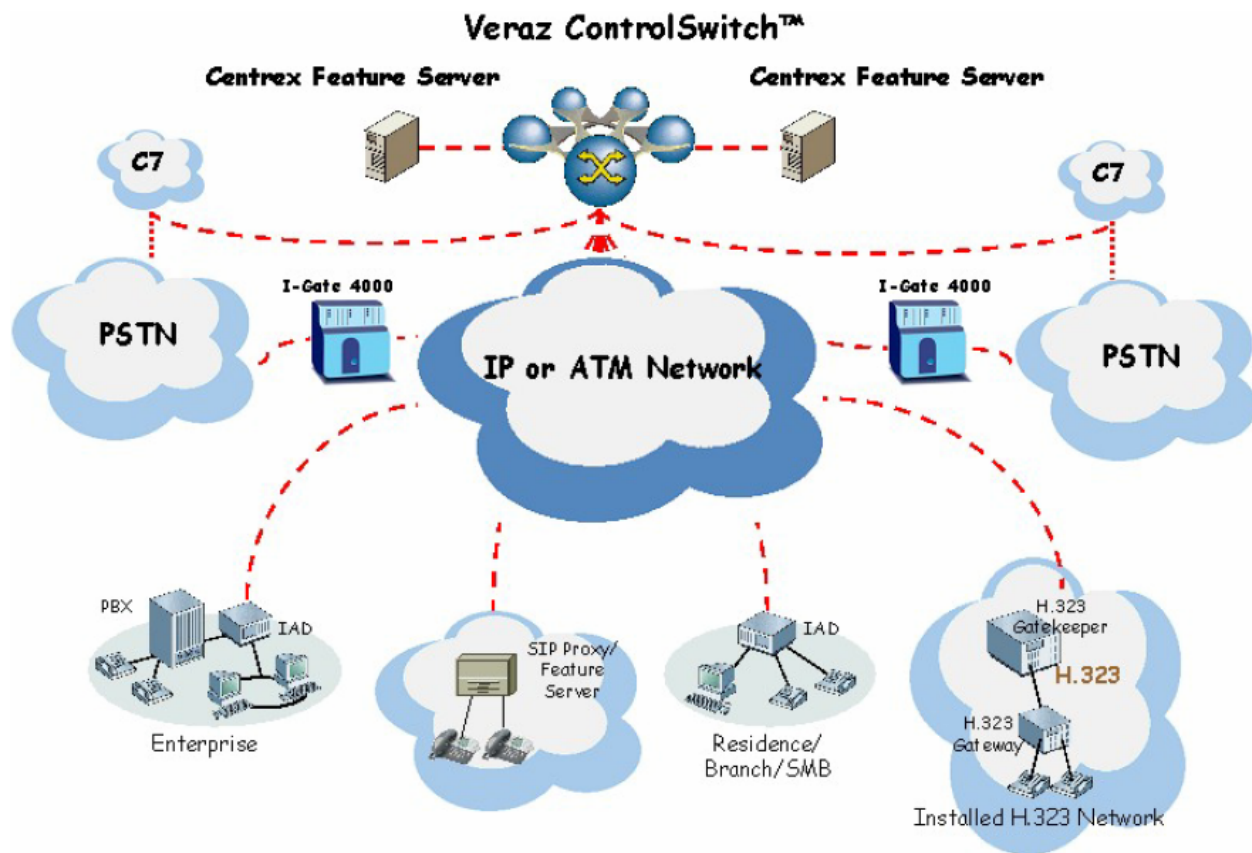 Veraz ControlSwitch™
Centrex Feature Server
Centrex Feature Server
C7
C7
I-Gate 4000
I-Gate 4000
PSTN
IP or ATM Network
PSTN
PBX
IAD
Enterprise
SIP Proxy/
Feature
Server
IAD
Residence/
Branch/SMB
H.323
Gatekeeper
H.323
H.323
Gateway
Installed H.323 Network